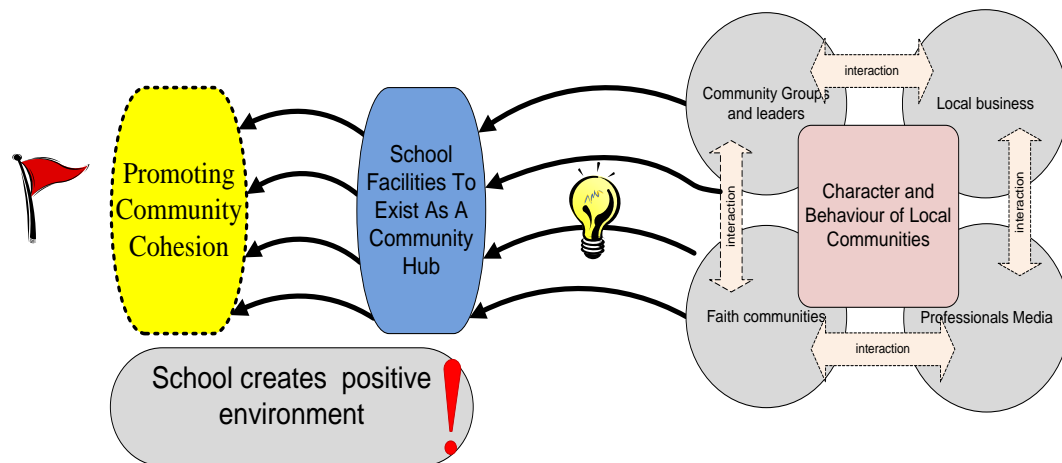 Promoting
Community
Cohesion
School
Facilities To
Exist As A
Community
Hub
School creates positive
environment
Community Groups
and leaders
interaction
Local business
interaction
Character and
Behaviour of Local
Communities
interaction
Faith communities
interaction
Professionals Media